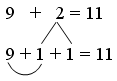 9 + 2 = 11
9 + 1 + 1 = 11